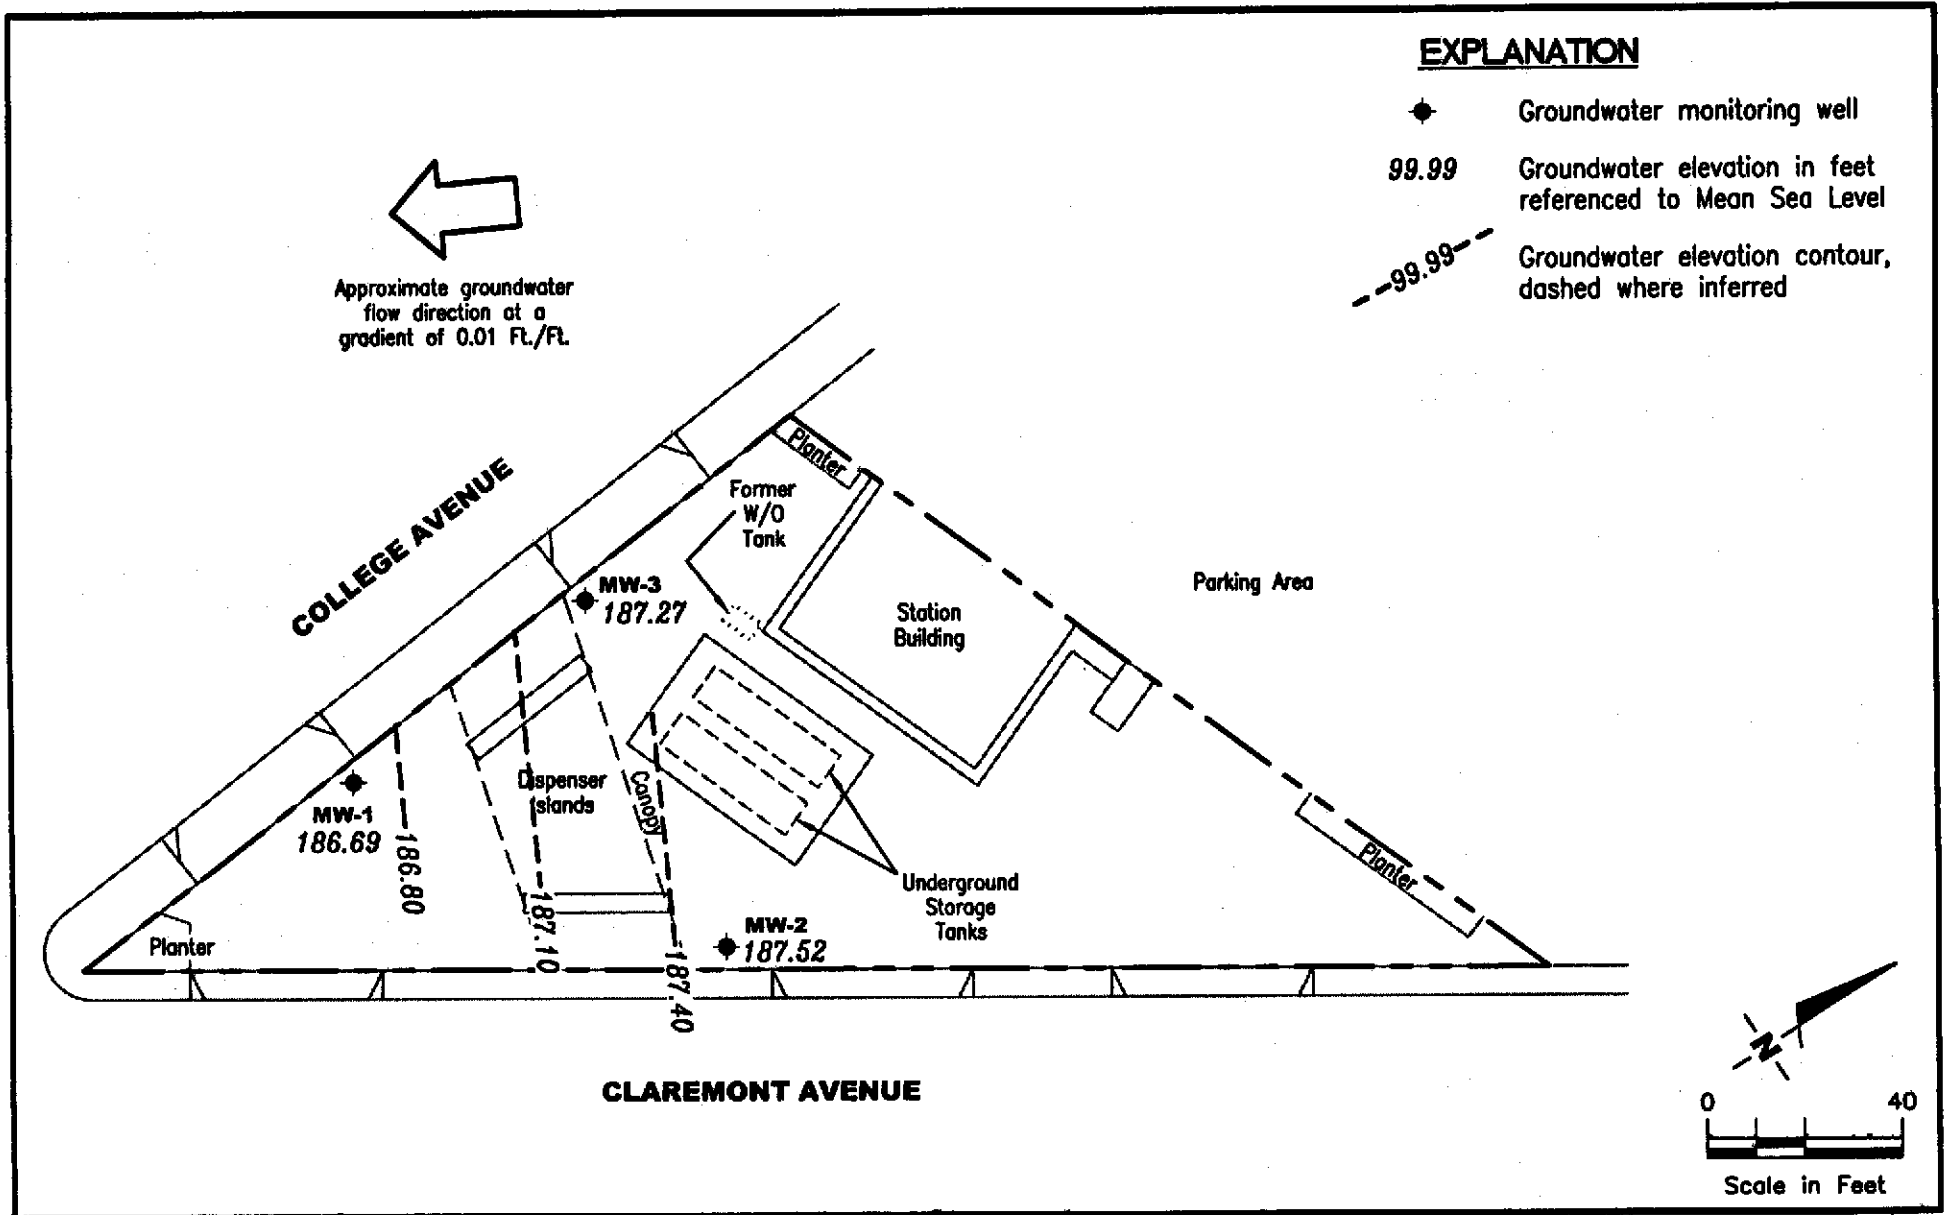 EXPLANATION
Groundwater monitoring well
99.99
Groundwater elevation in feet
referenced to Mean Sea Level
99.99
Groundwater elevation contour,
dashed where inferred
Approximate groundwater
flow direction at a
gradient of 0.01 Ft./Ft.
COLLEGE AVENUE
Planter
Former
W/O
Tank
MW-3
187.27
Station
Building
Parking Area
Dispenser
Islands
Canopy
MW-1
186.69
186.80
187.10
187.40
Underground
Storage
Tanks
MW-2
187.52
Planter
Planter
CLAREMONT AVENUE
N
0 40
Scale in Feet